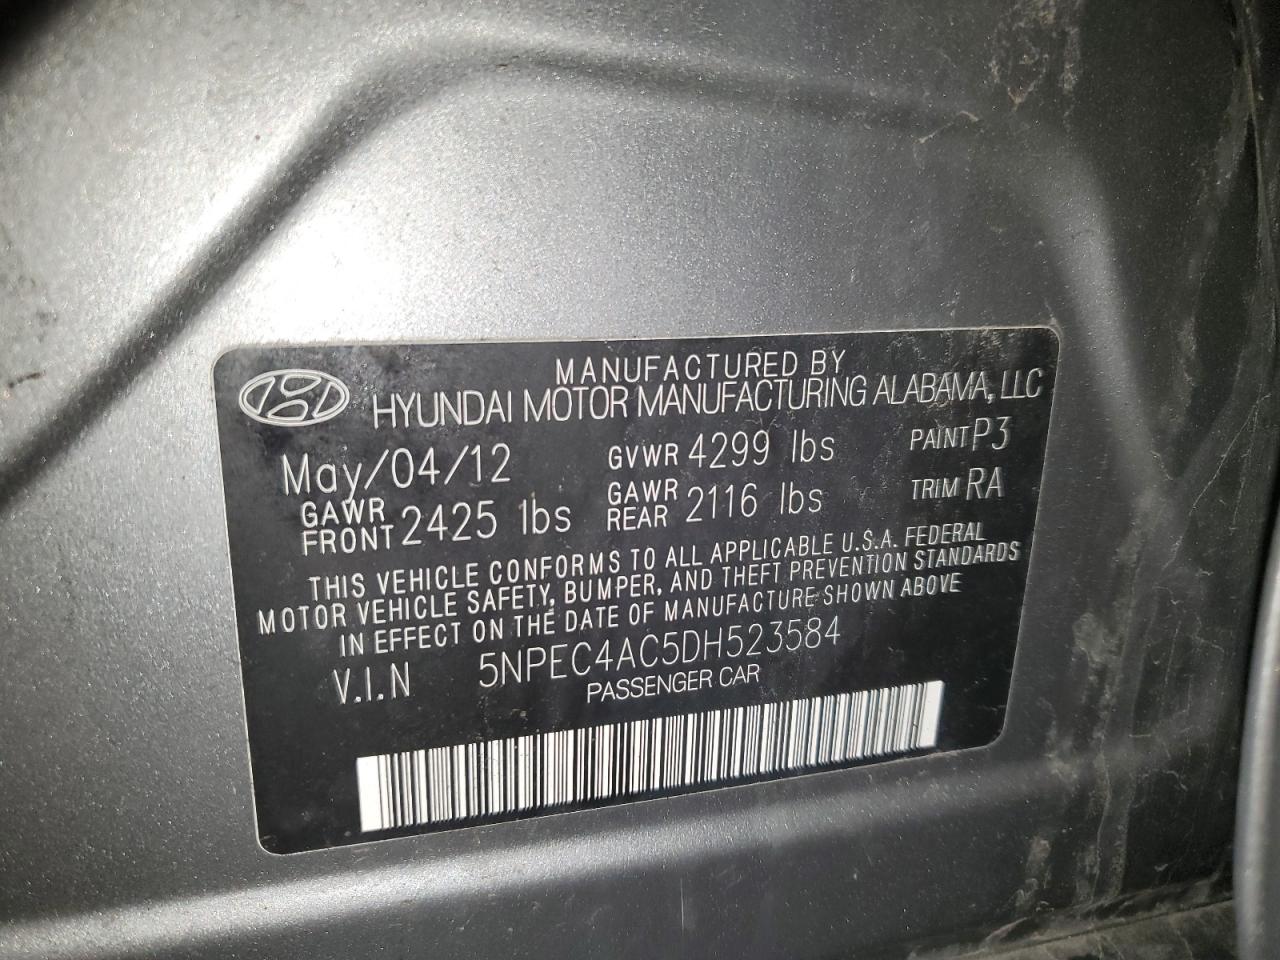 MANUFACTURED BY
HYUNDAI MOTOR MANUFACTURING ALABAMA, LLC
May/04/12 GVWR 4299 lbs PAINT P3
GAWR FRONT 2425 lbs GAWR REAR 2116 lbs TRIM RA
THIS VEHICLE CONFORMS TO ALL APPLICABLE U.S.A. FEDERAL
MOTOR VEHICLE SAFETY, BUMPER, AND THEFT PREVENTION STANDARDS
IN EFFECT ON THE DATE OF MANUFACTURE SHOWN ABOVE
V.I.N 5NPEC4AC5DH523584
PASSENGER CAR